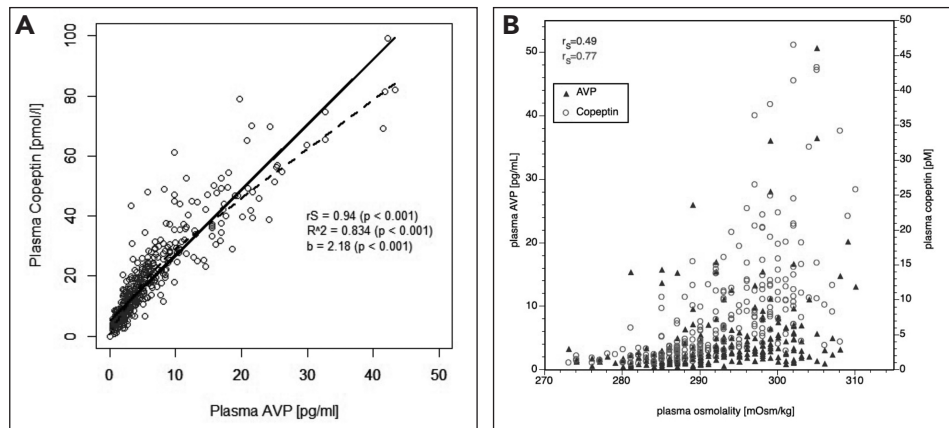 A
Plasma Copeptin [pmol/l]
100
80
60
40
20
0
rS = 0.94 (p < 0.001)
R^2 = 0.834 (p < 0.001)
b = 2.18 (p < 0.001)
0 10 20 30 40 50
Plasma AVP [pg/ml]
B
rs=0.49
rs=0.77
AVP
Copeptin
plasma AVP [pg/mL]
50
40
30
20
10
0
plasma copeptin [pM]
50
45
40
35
30
25
20
15
10
5
0
270 280 290 300 310
plasma osmolality [mOsm/kg]